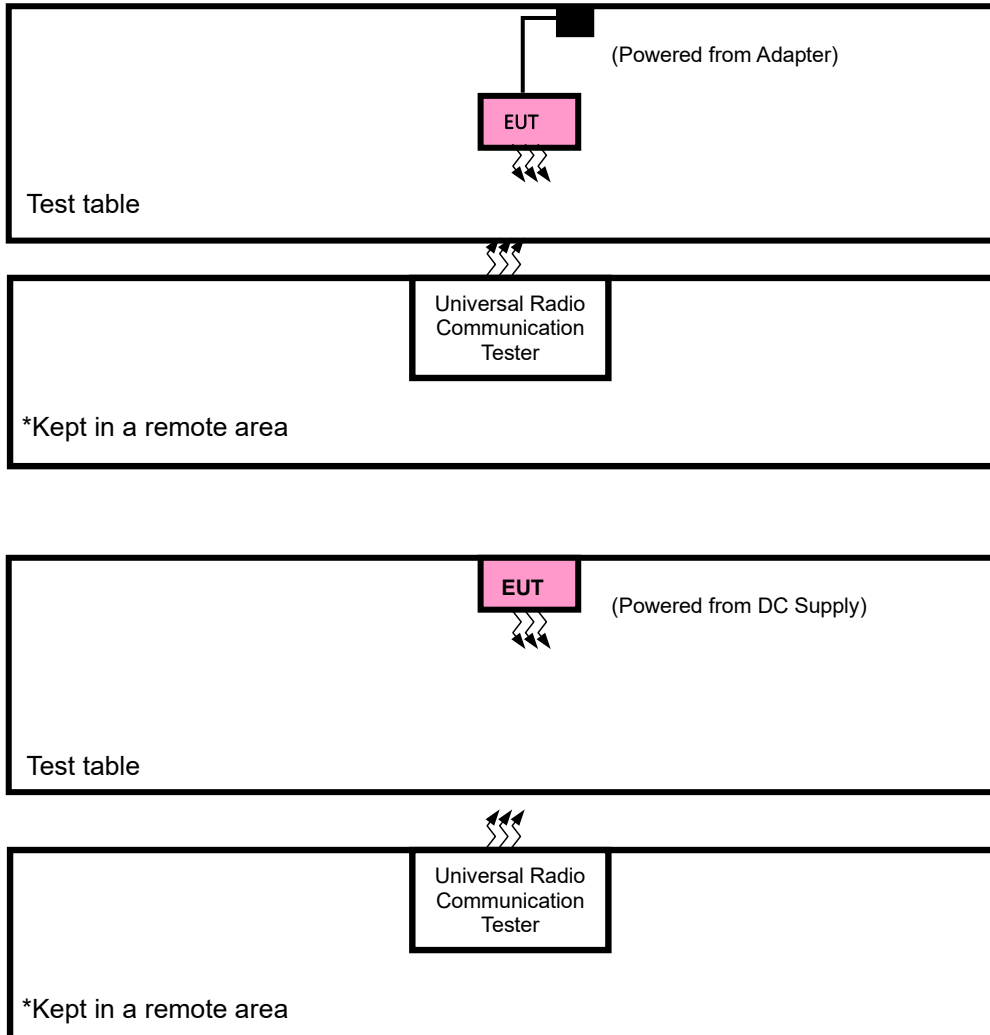 (Powered from Adapter)
EUT
Test table
Universal Radio
Communication
Tester
*Kept in a remote area
EUT
(Powered from DC Supply)
Test table
Universal Radio
Communication
Tester
*Kept in a remote area